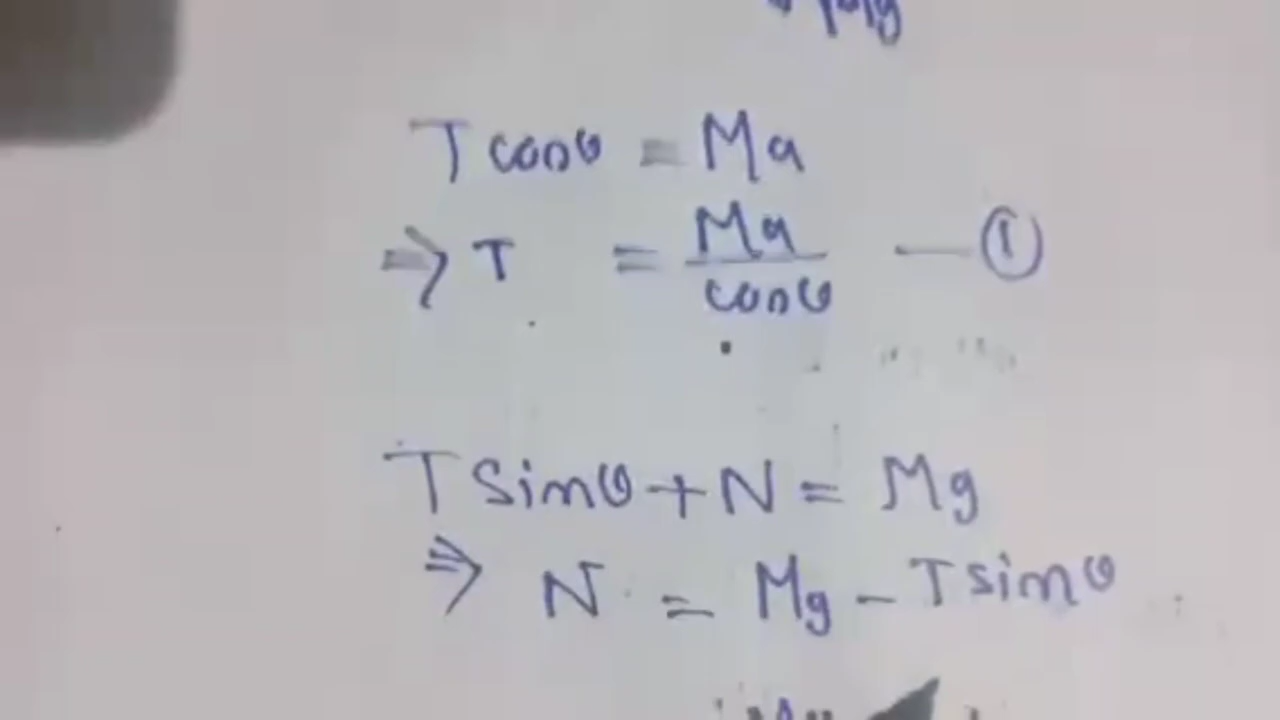 T cosθ = Ma
⇒ T = Ma/cosθ — ①
T sinθ + N = Mg
⇒ N = Mg − T sinθ